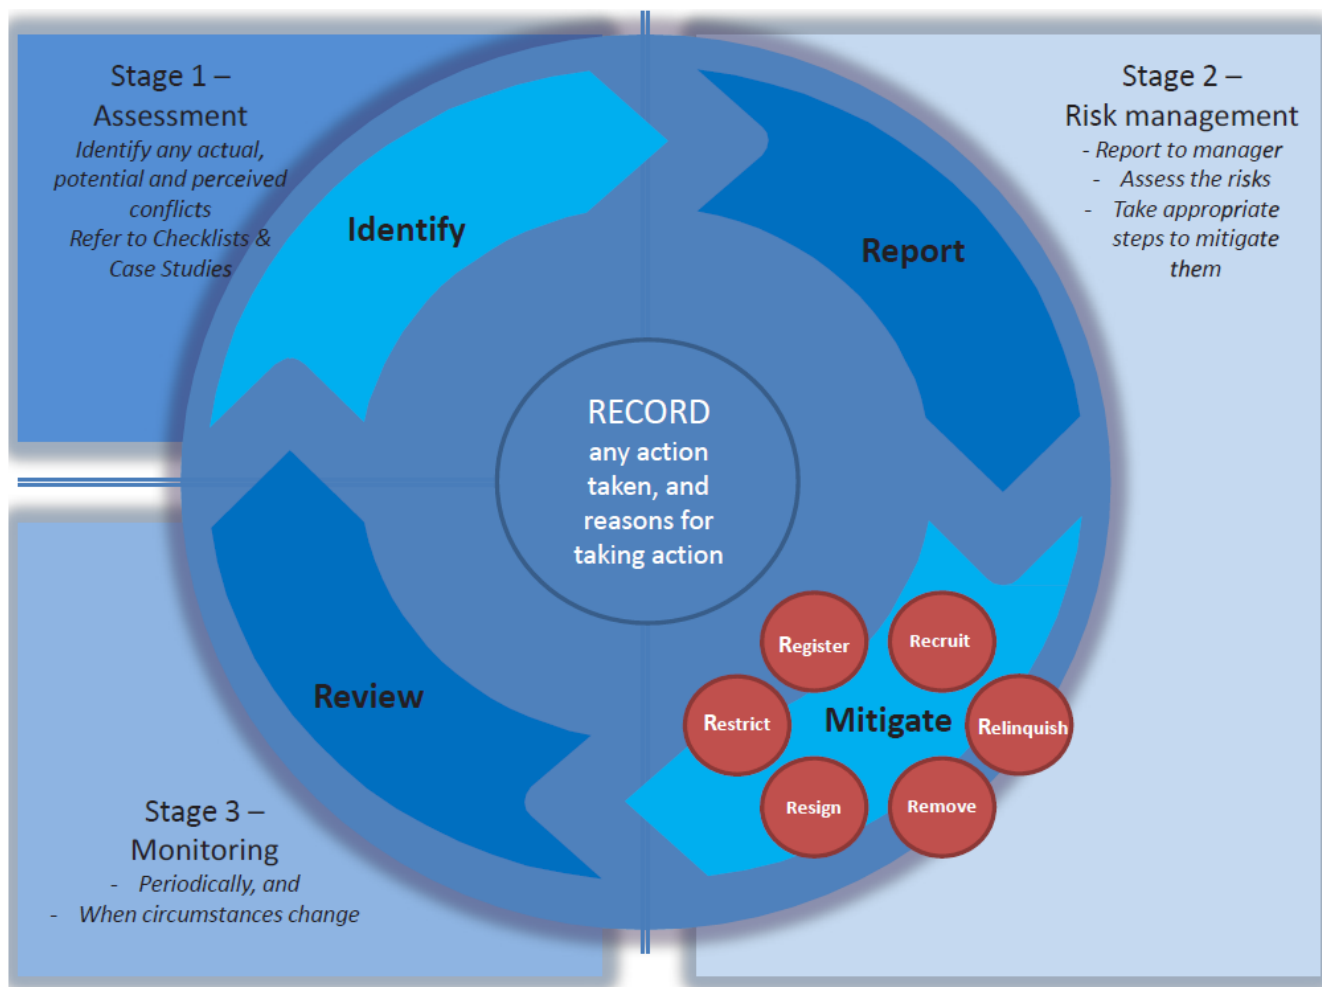 Stage 1 –
Assessment
Identify any actual,
potential and perceived
conflicts
Refer to Checklists &
Case Studies
Identify
Stage 2 –
Risk management
- Report to manager
- Assess the risks
- Take appropriate
steps to mitigate
them
Report
RECORD
any action
taken, and
reasons for
taking action
Register
Recruit
Restrict
Mitigate
Relinquish
Resign
Remove
Review
Stage 3 –
Monitoring
- Periodically, and
- When circumstances change